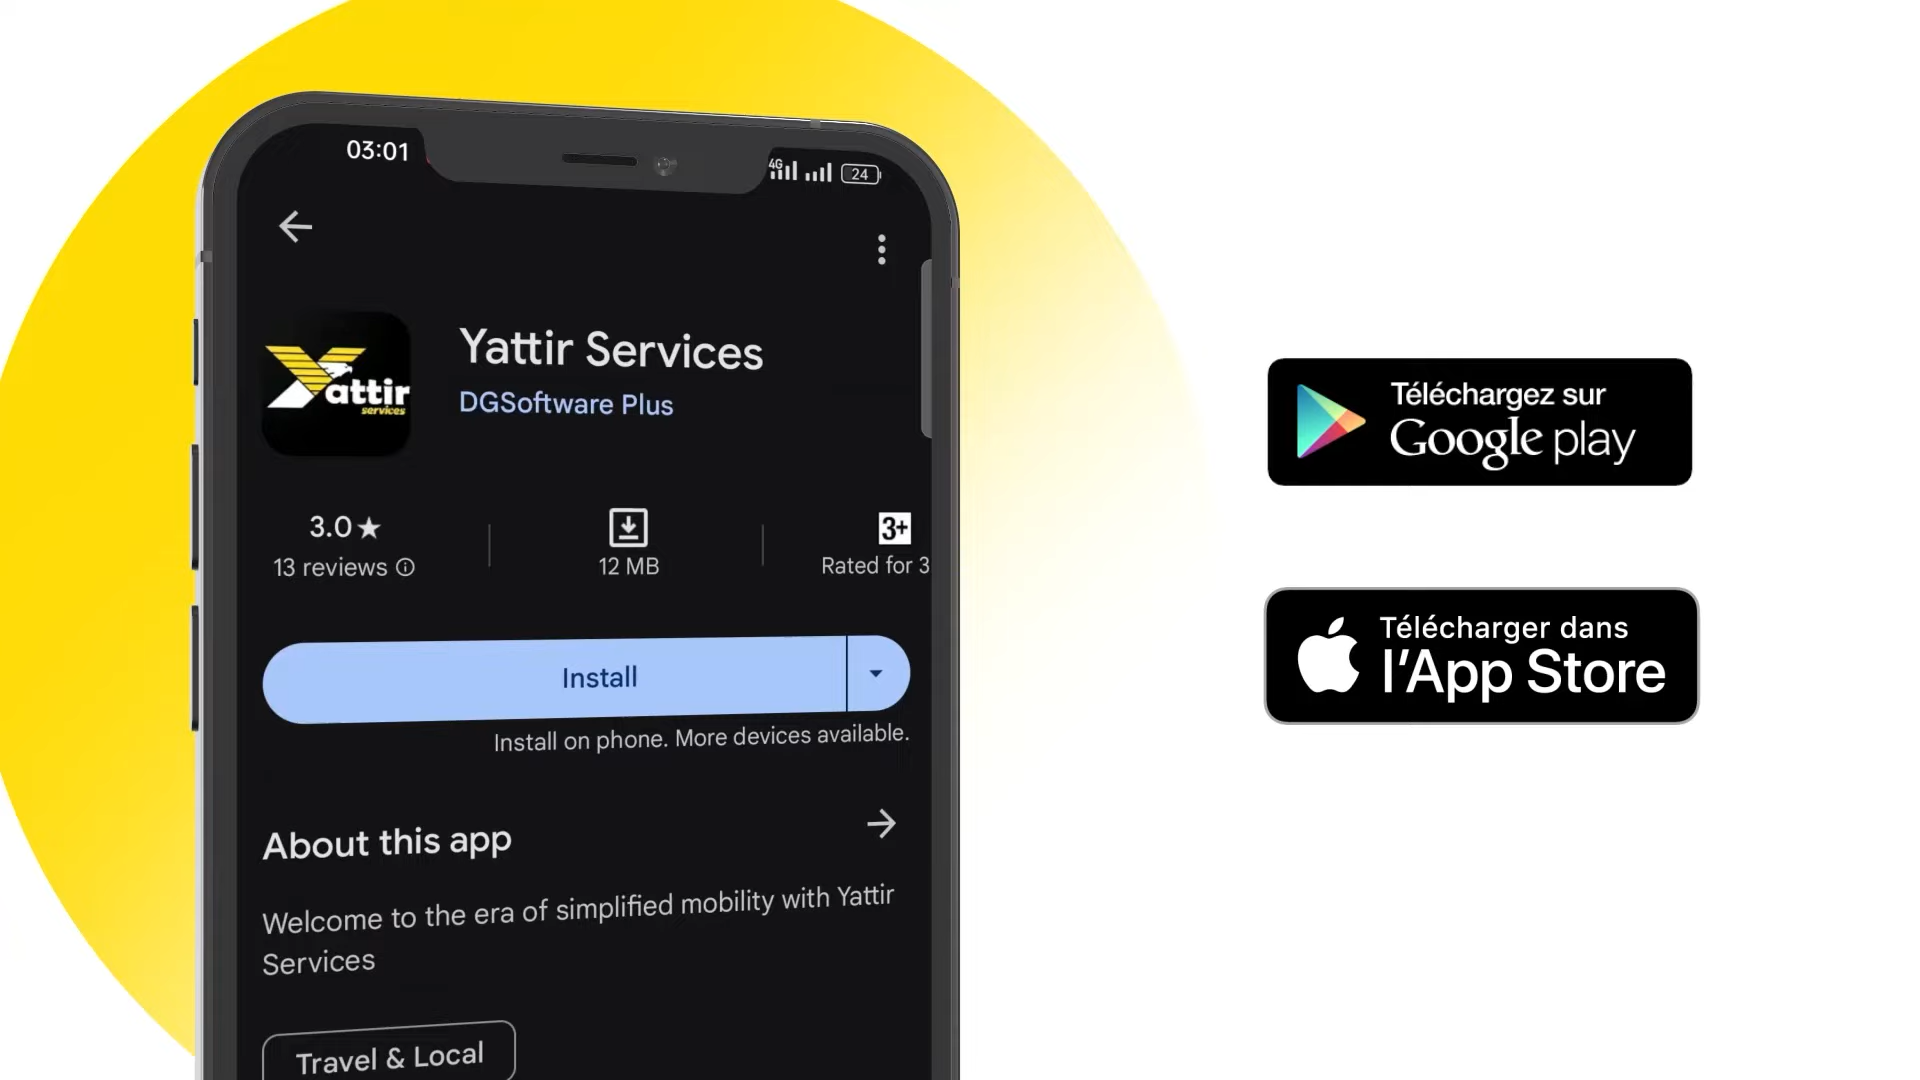 03:01
4G
24
Yattir Services
DGSoftware Plus
Yattir
services
3.0★
13 reviews
12 MB
3+
Rated for 3
Install
Install on phone. More devices available.
About this app
Welcome to the era of simplified mobility with Yattir
Services
Travel & Local
Téléchargez sur
Google play
Télécharger dans
l'App Store